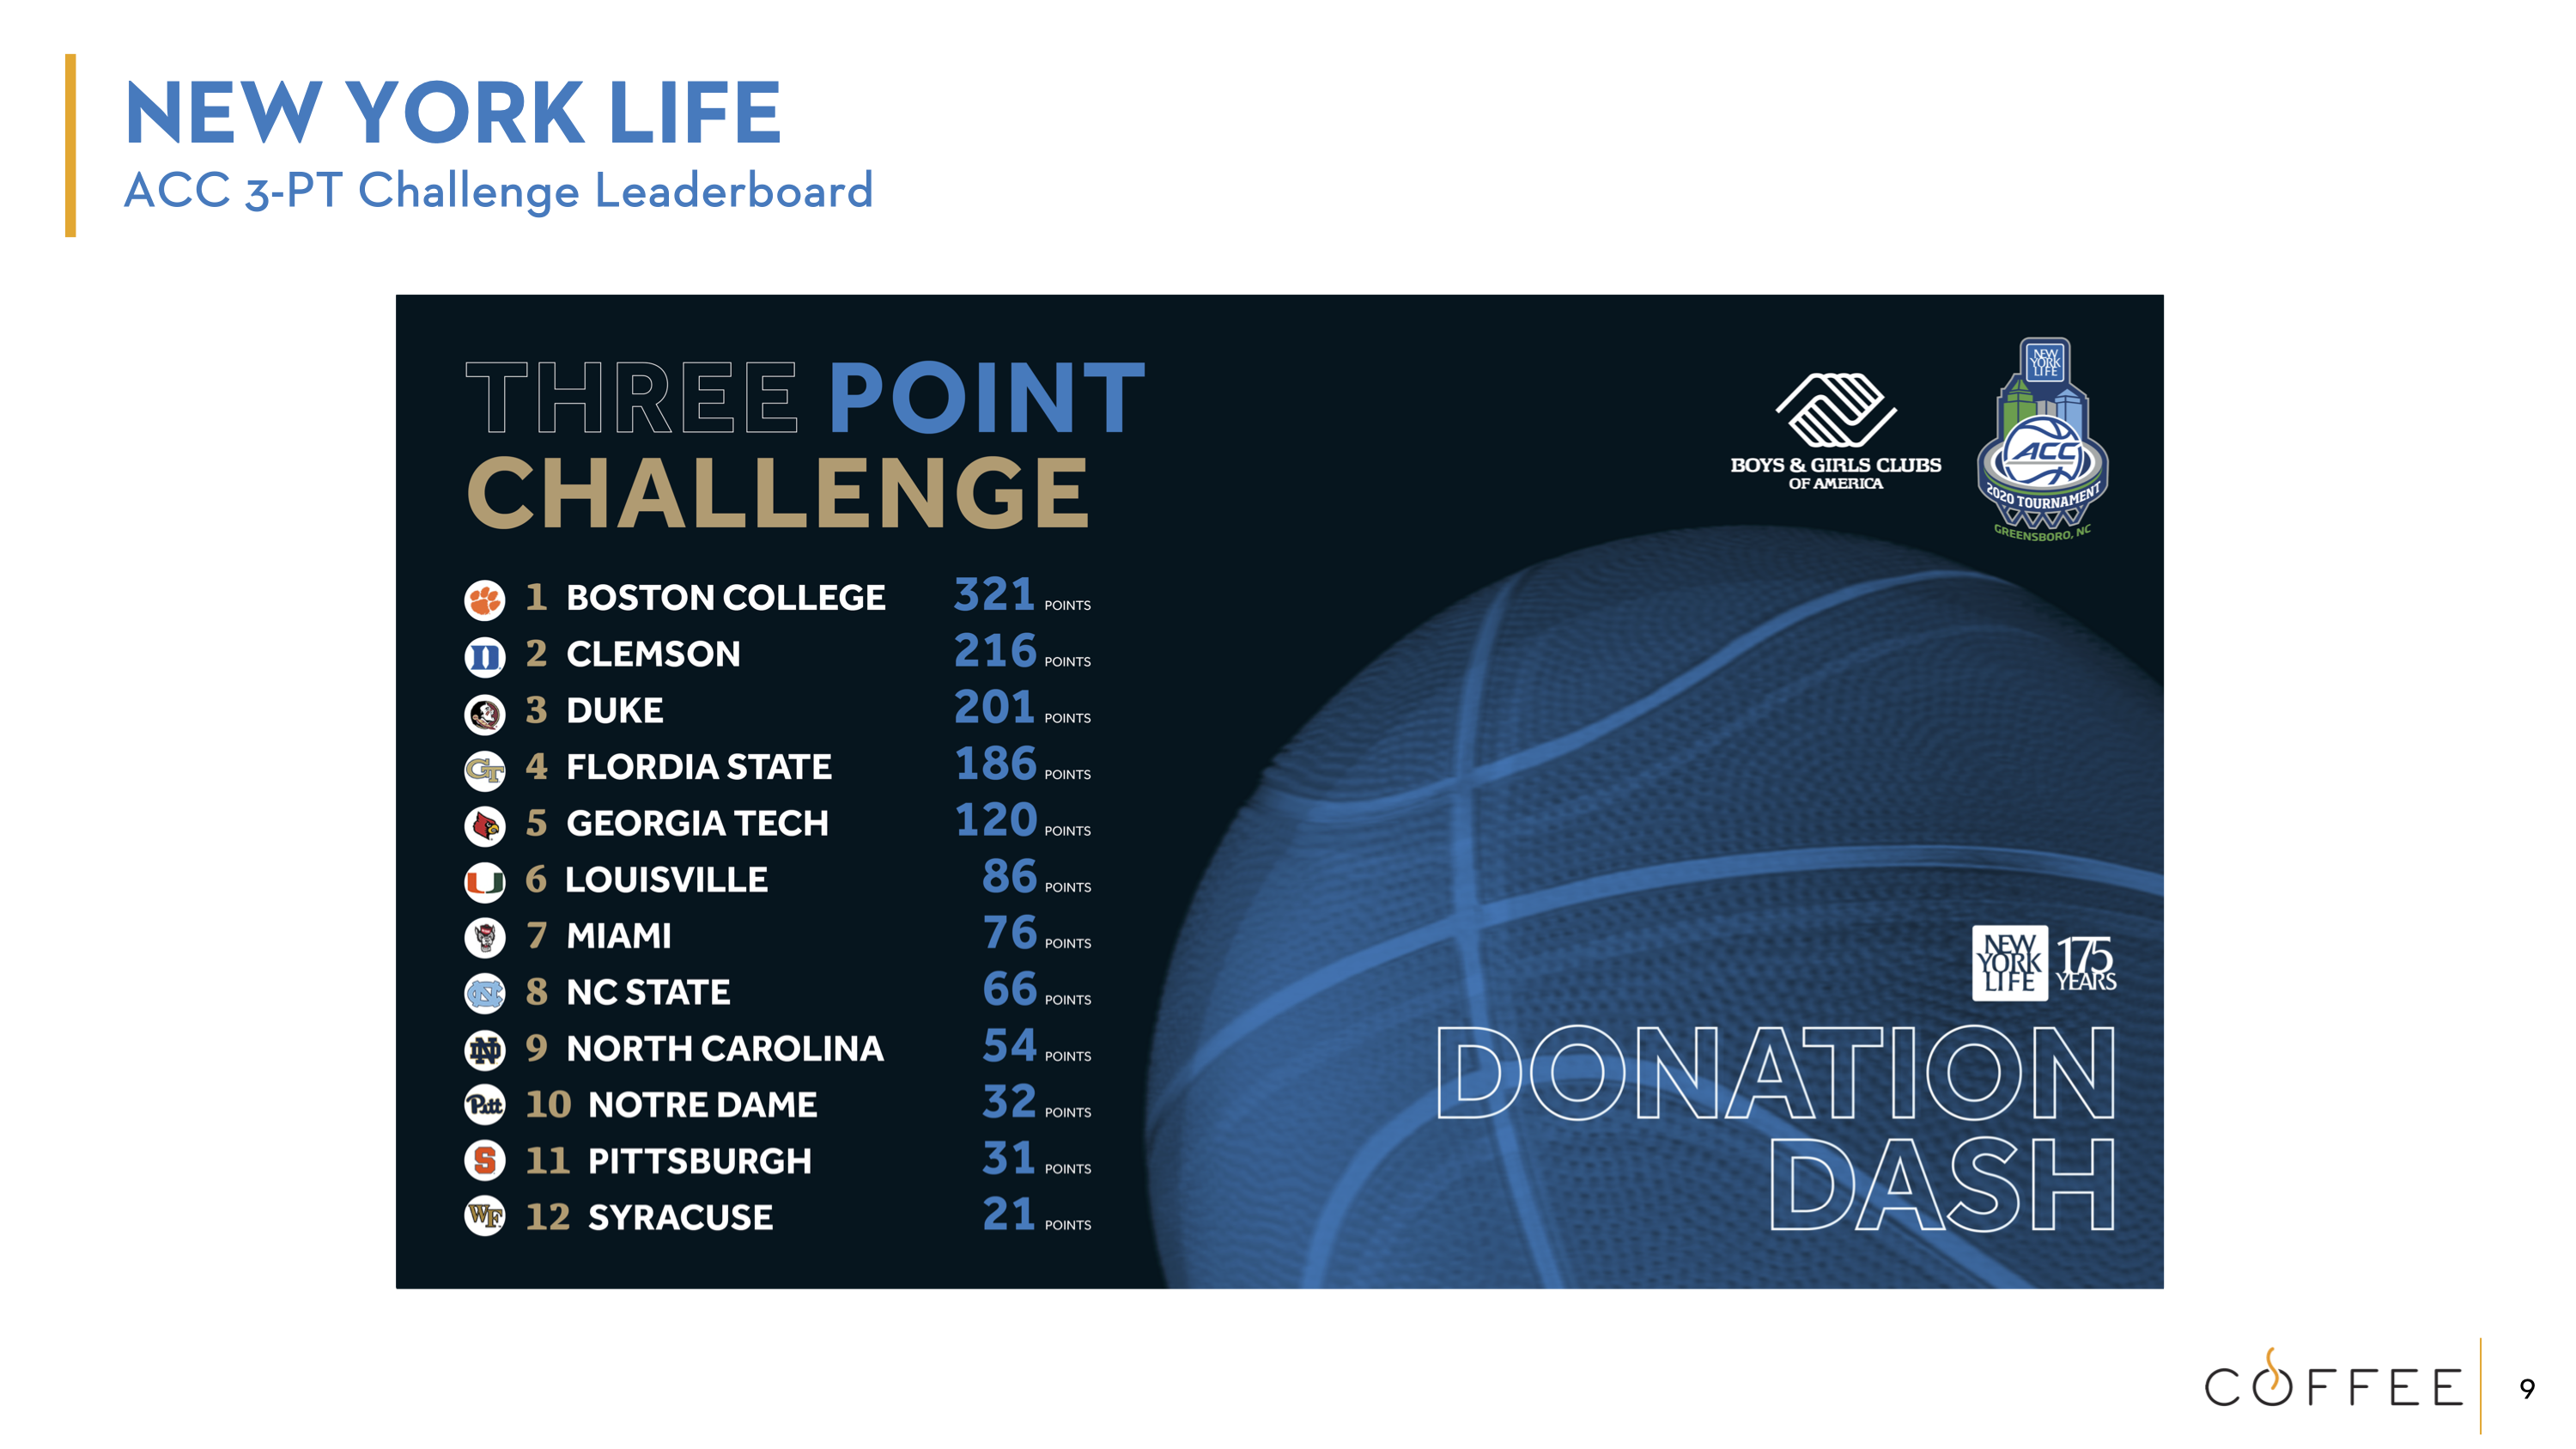 NEW YORK LIFE
ACC 3-PT Challenge Leaderboard
THREE POINT
CHALLENGE
BOYS & GIRLS CLUBS
OF AMERICA
NEW
YORK
LIFE
ACC
2020 TOURNAMENT
GREENSBORO, NC
1 BOSTON COLLEGE 321 POINTS
2 CLEMSON 216 POINTS
3 DUKE 201 POINTS
4 FLORDIA STATE 186 POINTS
GT 5 GEORGIA TECH 120 POINTS
6 LOUISVILLE 86 POINTS
7 MIAMI 76 POINTS
8 NC STATE 66 POINTS
9 NORTH CAROLINA 54 POINTS
Pitt 10 NOTRE DAME 32 POINTS
S 11 PITTSBURGH 31 POINTS
WF 12 SYRACUSE 21 POINTS
NEW
YORK
LIFE
175
YEARS
DONATION
DASH
COFFEE
9